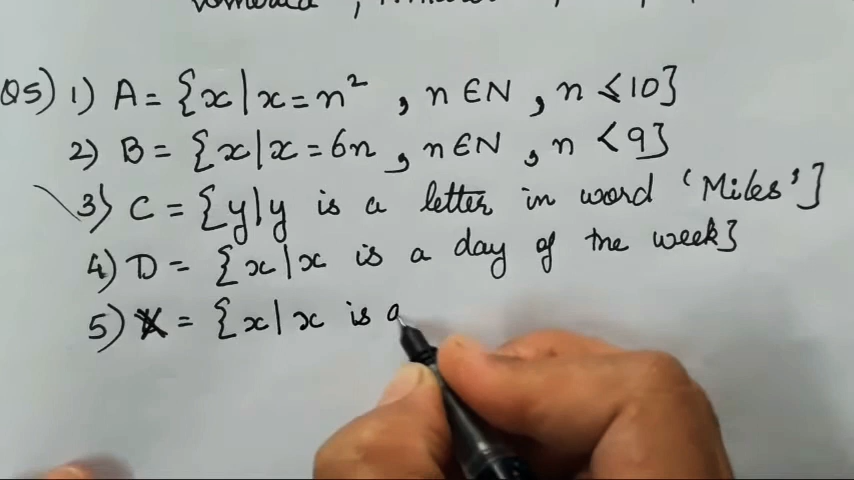 Q5) 1) A = {x | x = n², n ∈ N, n ≤ 10}
2) B = {x | x = 6n, n ∈ N, n < 9}
3) C = {y | y is a letter in word 'Miles'}
4) D = {x | x is a day of the week}
5) X = {x | x is a